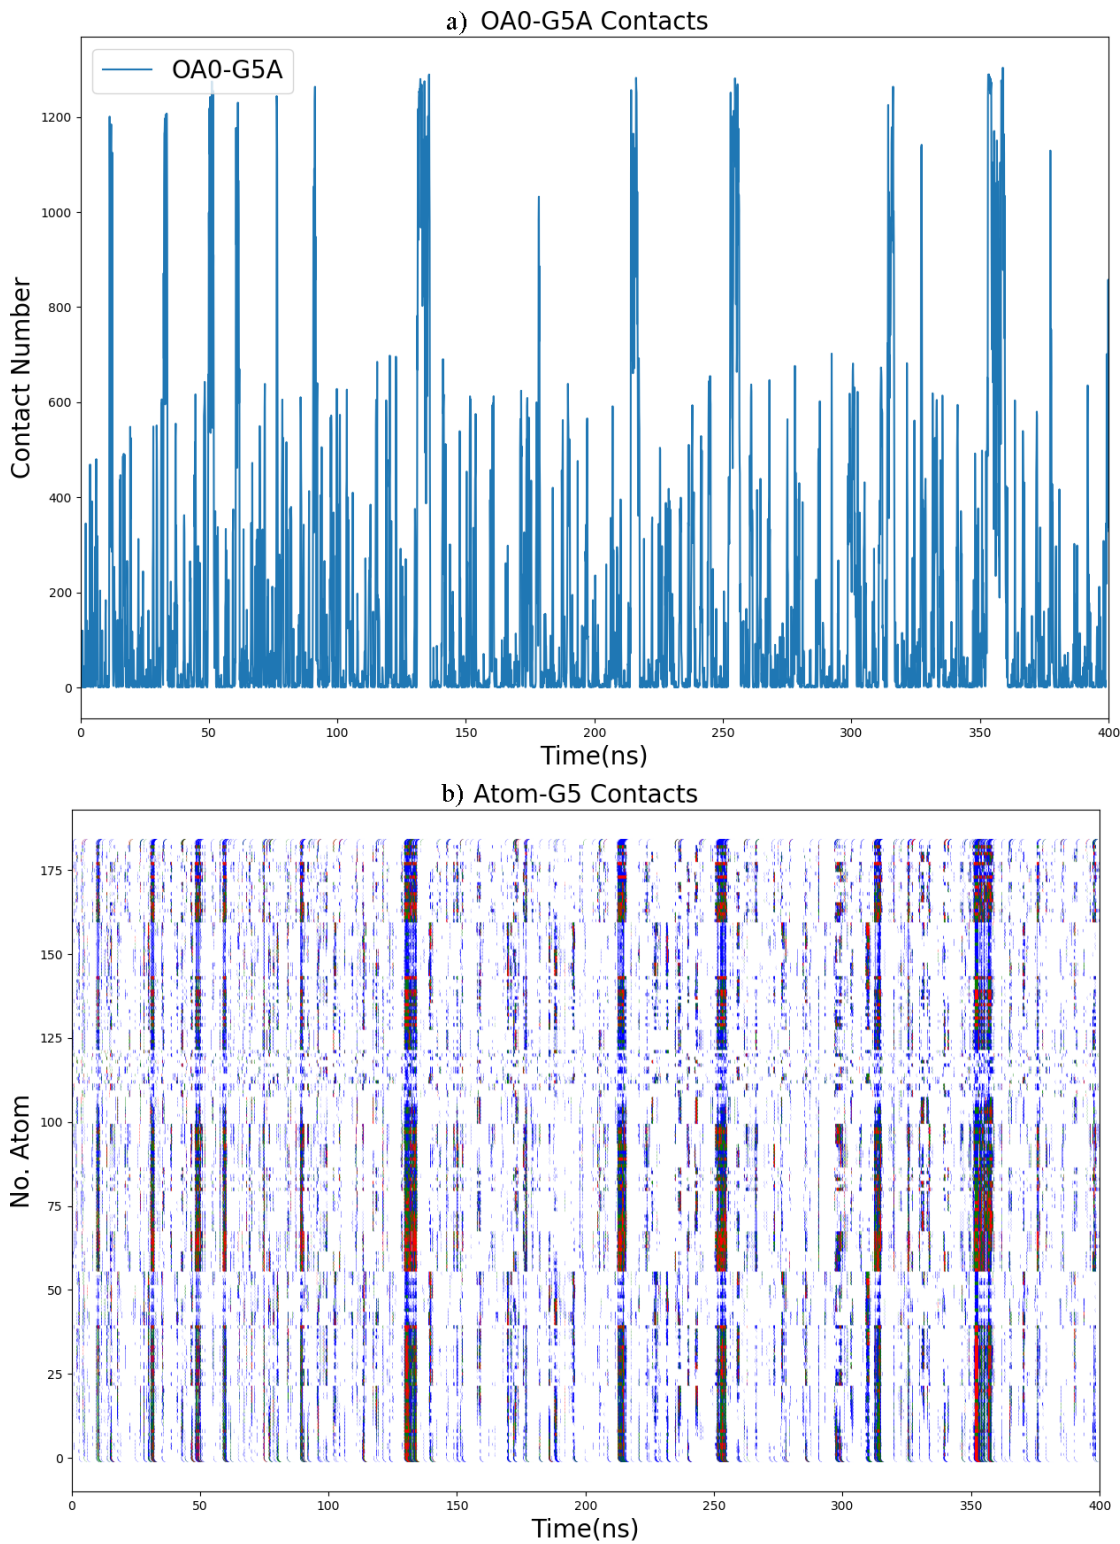 a) OA0-G5A Contacts
OA0-G5A
Contact Number
1200
1000
800
600
400
200
0
0 50 100 150 200 250 300 350 400
Time(ns)
b) Atom-G5 Contacts
No. Atom
175
150
125
100
75
50
25
0
0 50 100 150 200 250 300 350 400
Time(ns)